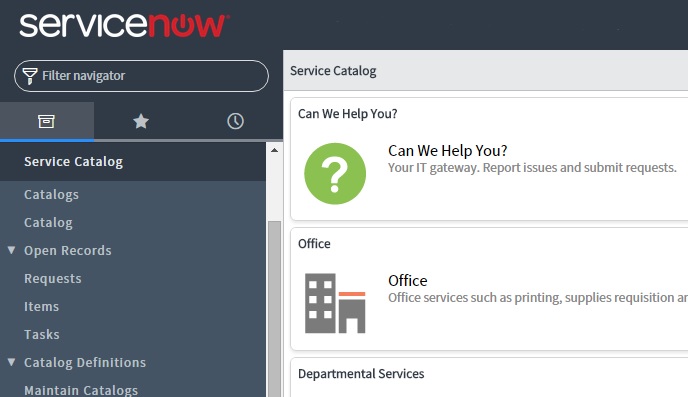 servicenow
Filter navigator
Service Catalog
Catalogs
Catalog
Open Records
Requests
Items
Tasks
Catalog Definitions
Maintain Catalogs
Service Catalog
Can We Help You?
?
Can We Help You?
Your IT gateway. Report issues and submit requests.
Office
Office
Office services such as printing, supplies requisition
Departmental Services